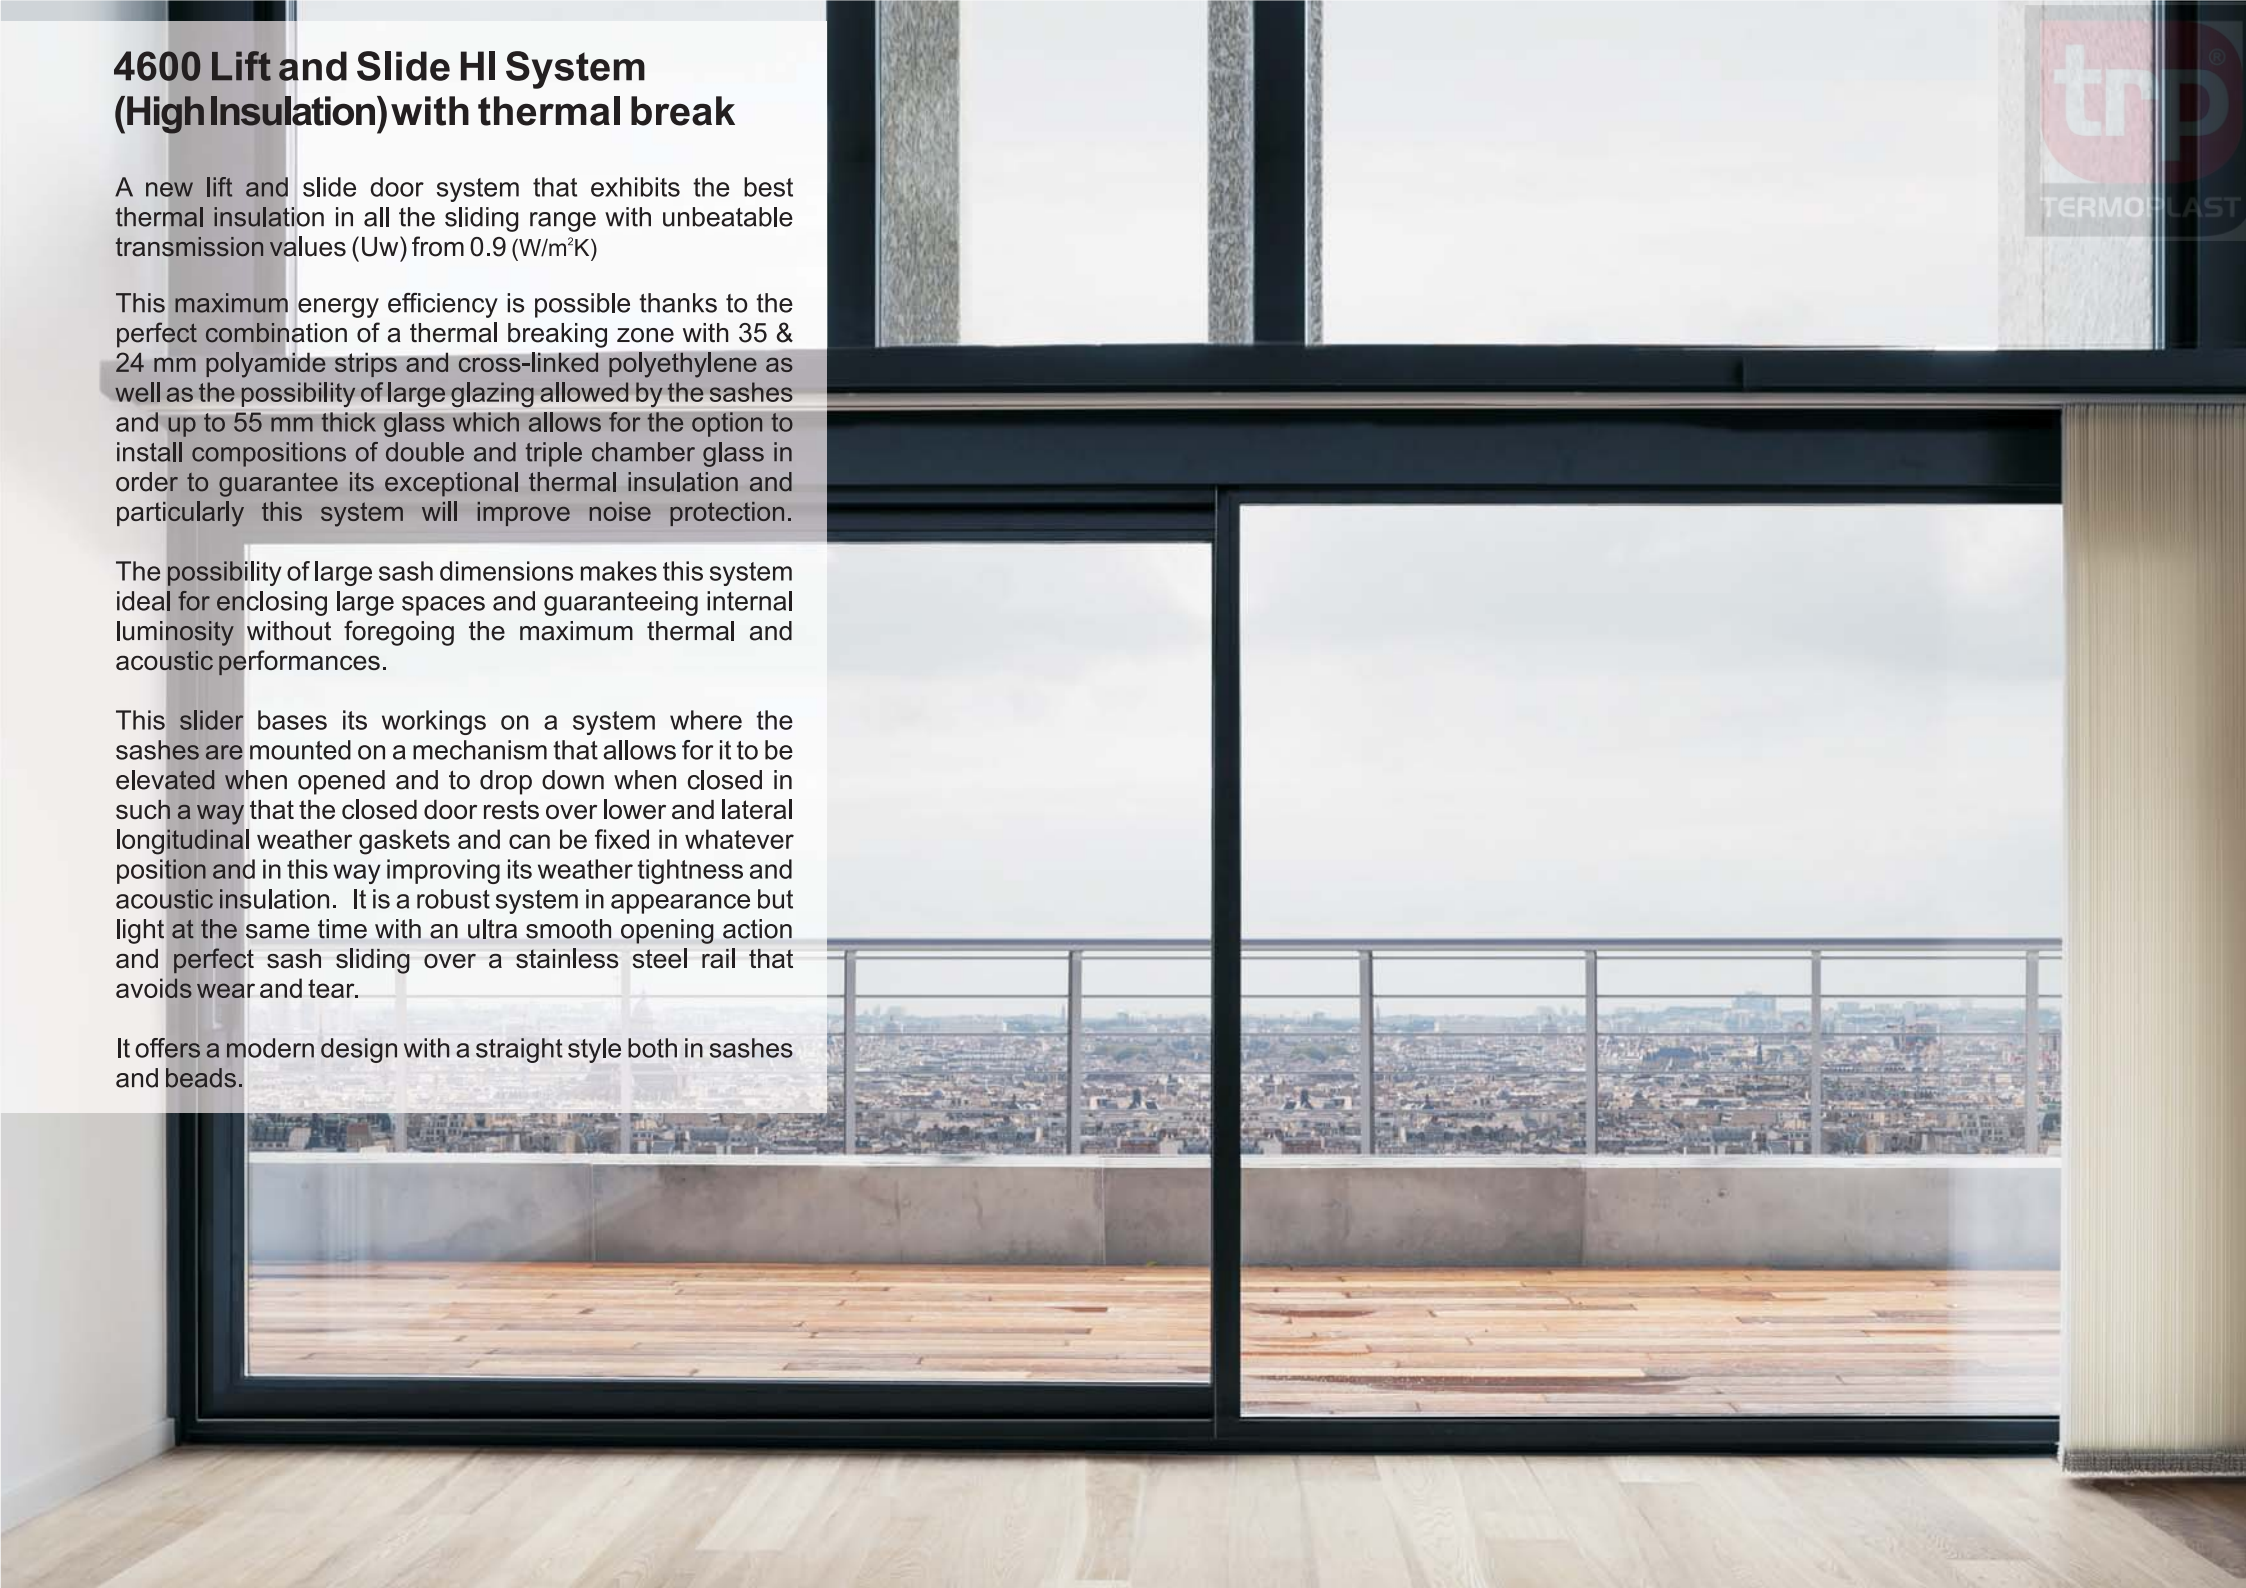 4600 Lift and Slide HI System
(High Insulation) with thermal break
A new lift and slide door system that exhibits the best
thermal insulation in all the sliding range with unbeatable
transmission values (Uw) from 0.9 (W/m²K)
This maximum energy efficiency is possible thanks to the
perfect combination of a thermal breaking zone with 35 &
24 mm polyamide strips and cross-linked polyethylene as
well as the possibility of large glazing allowed by the sashes
and up to 55 mm thick glass which allows for the option to
install compositions of double and triple chamber glass in
order to guarantee its exceptional thermal insulation and
particularly this system will improve noise protection.
The possibility of large sash dimensions makes this system
ideal for enclosing large spaces and guaranteeing internal
luminosity without foregoing the maximum thermal and
acoustic performances.
This slider bases its workings on a system where the
sashes are mounted on a mechanism that allows for it to be
elevated when opened and to drop down when closed in
such a way that the closed door rests over lower and lateral
longitudinal weather gaskets and can be fixed in whatever
position and in this way improving its weather tightness and
acoustic insulation. It is a robust system in appearance but
light at the same time with an ultra smooth opening action
and perfect sash sliding over a stainless steel rail that
avoids wear and tear.
It offers a modern design with a straight style both in sashes
and beads.
trp®
TERMOPLAST